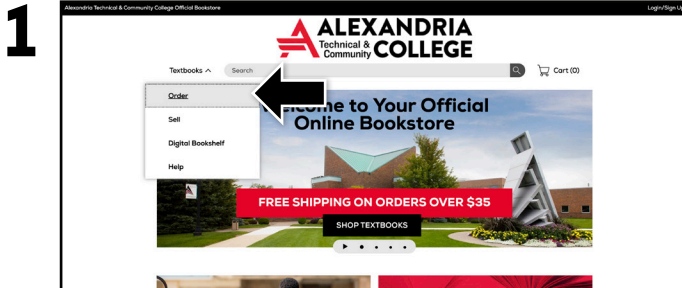 1
Alexandria Technical & Community College Official Bookstore
Login/Sign Up
ALEXANDRIA
Technical &
Community
COLLEGE
Textbooks
Search
Cart (0)
Order
Sell
Digital Bookshelf
Help
to Your Official
Online Bookstore
FREE SHIPPING ON ORDERS OVER $35
SHOP TEXTBOOKS